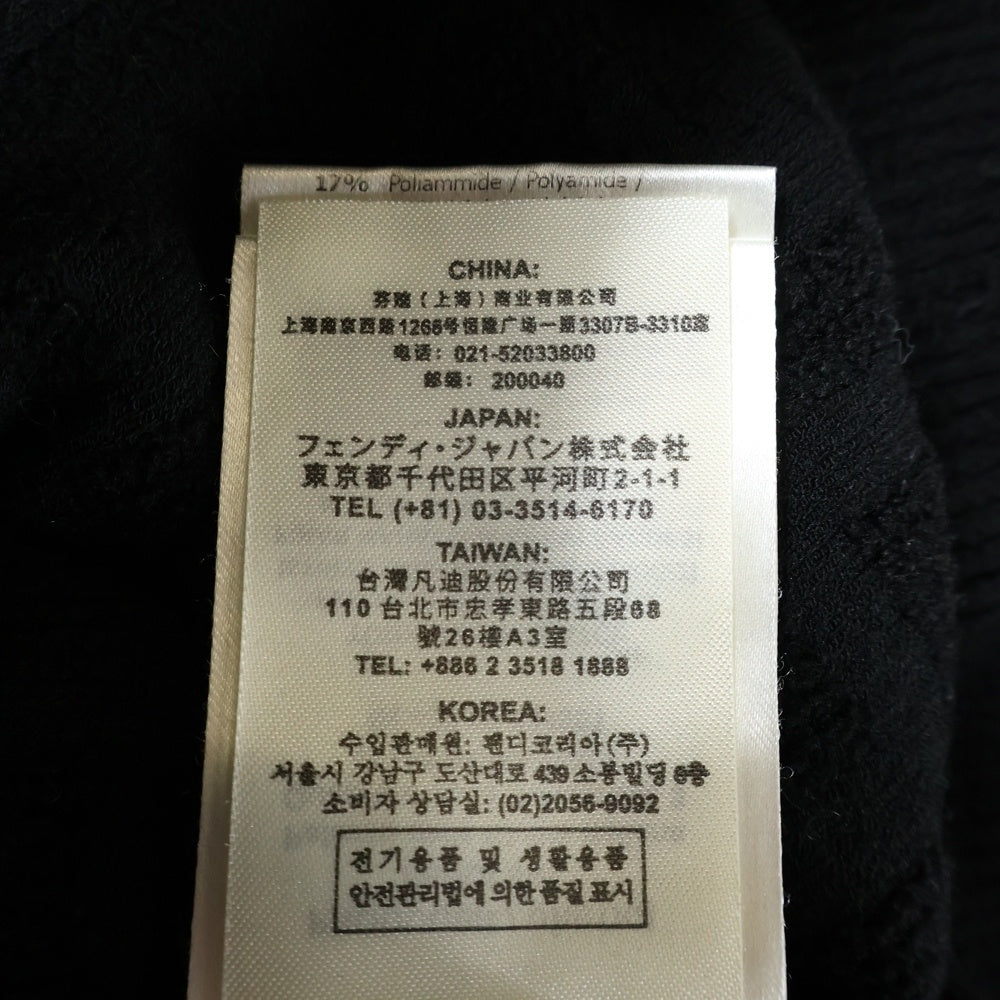 17% Poliammide / Polyamide /
CHINA:
芬迪（上海）商业有限公司
上海南京西路1266号恒隆广场一期3307B-3310室
电话：021-52033800
邮编： 200040
JAPAN:
フェンディ・ジャパン株式会社
東京都千代田区平河町2-1-1
TEL (+81) 03-3514-6170
TAIWAN:
台灣凡迪股份有限公司
110 台北市忠孝東路五段68
號26樓A3室
TEL: +886 2 3518 1888
KOREA:
수입판매원: 펜디코리아(주)
서울시 강남구 도산대로 439 소봉빌딩
소비자 상담실: (02)2056-9092
전기용품 및 생활용품
안전관리법에 의한 품질 표시